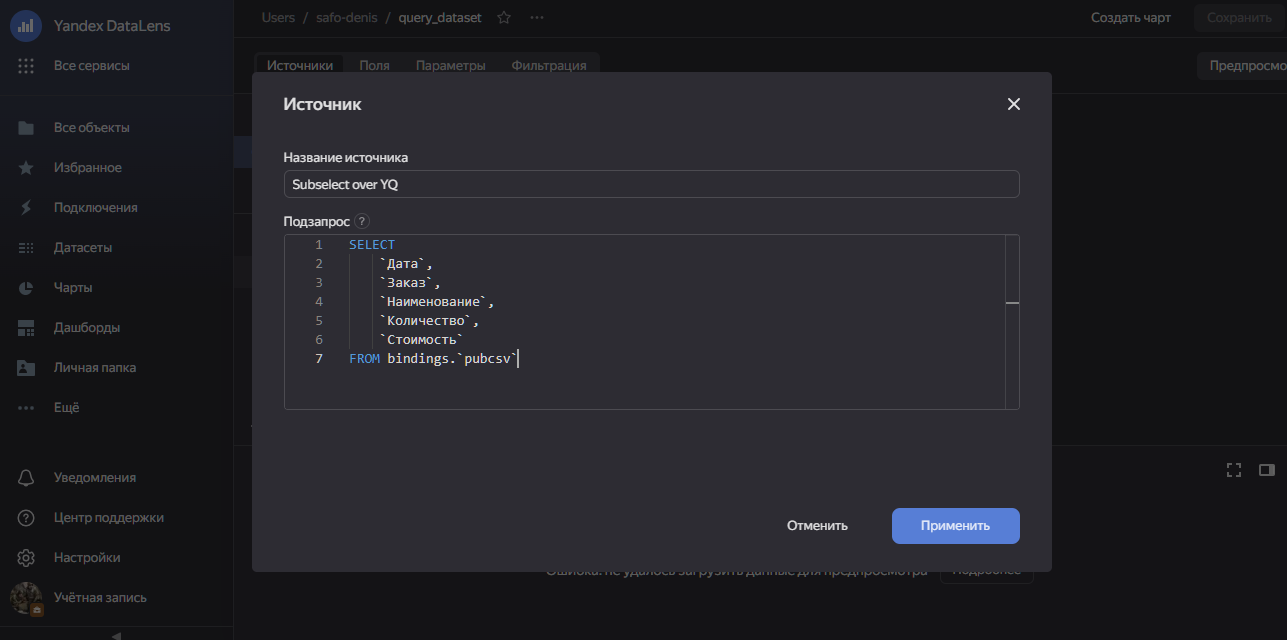 Yandex DataLens
Users / safo-denis / query_dataset
Создать чарт
Сохранить
Все сервисы
Источники
Поля
Параметры
Фильтрация
Предпросмо
Источник
Все объекты
Избранное
Подключения
Датасеты
Чарты
Дашборды
Личная папка
Ещё
Уведомления
Центр поддержки
Настройки
Учётная запись
Название источника
Subselect over YQ
Подзапрос ?
1 SELECT
2 `Дата`,
3 `Заказ`,
4 `Наименование`,
5 `Количество`,
6 `Стоимость`
7 FROM bindings.`pubcsv`
Отменить
Применить
Ошибка: не удалось загрузить данные для предпросмотра
Подробнее